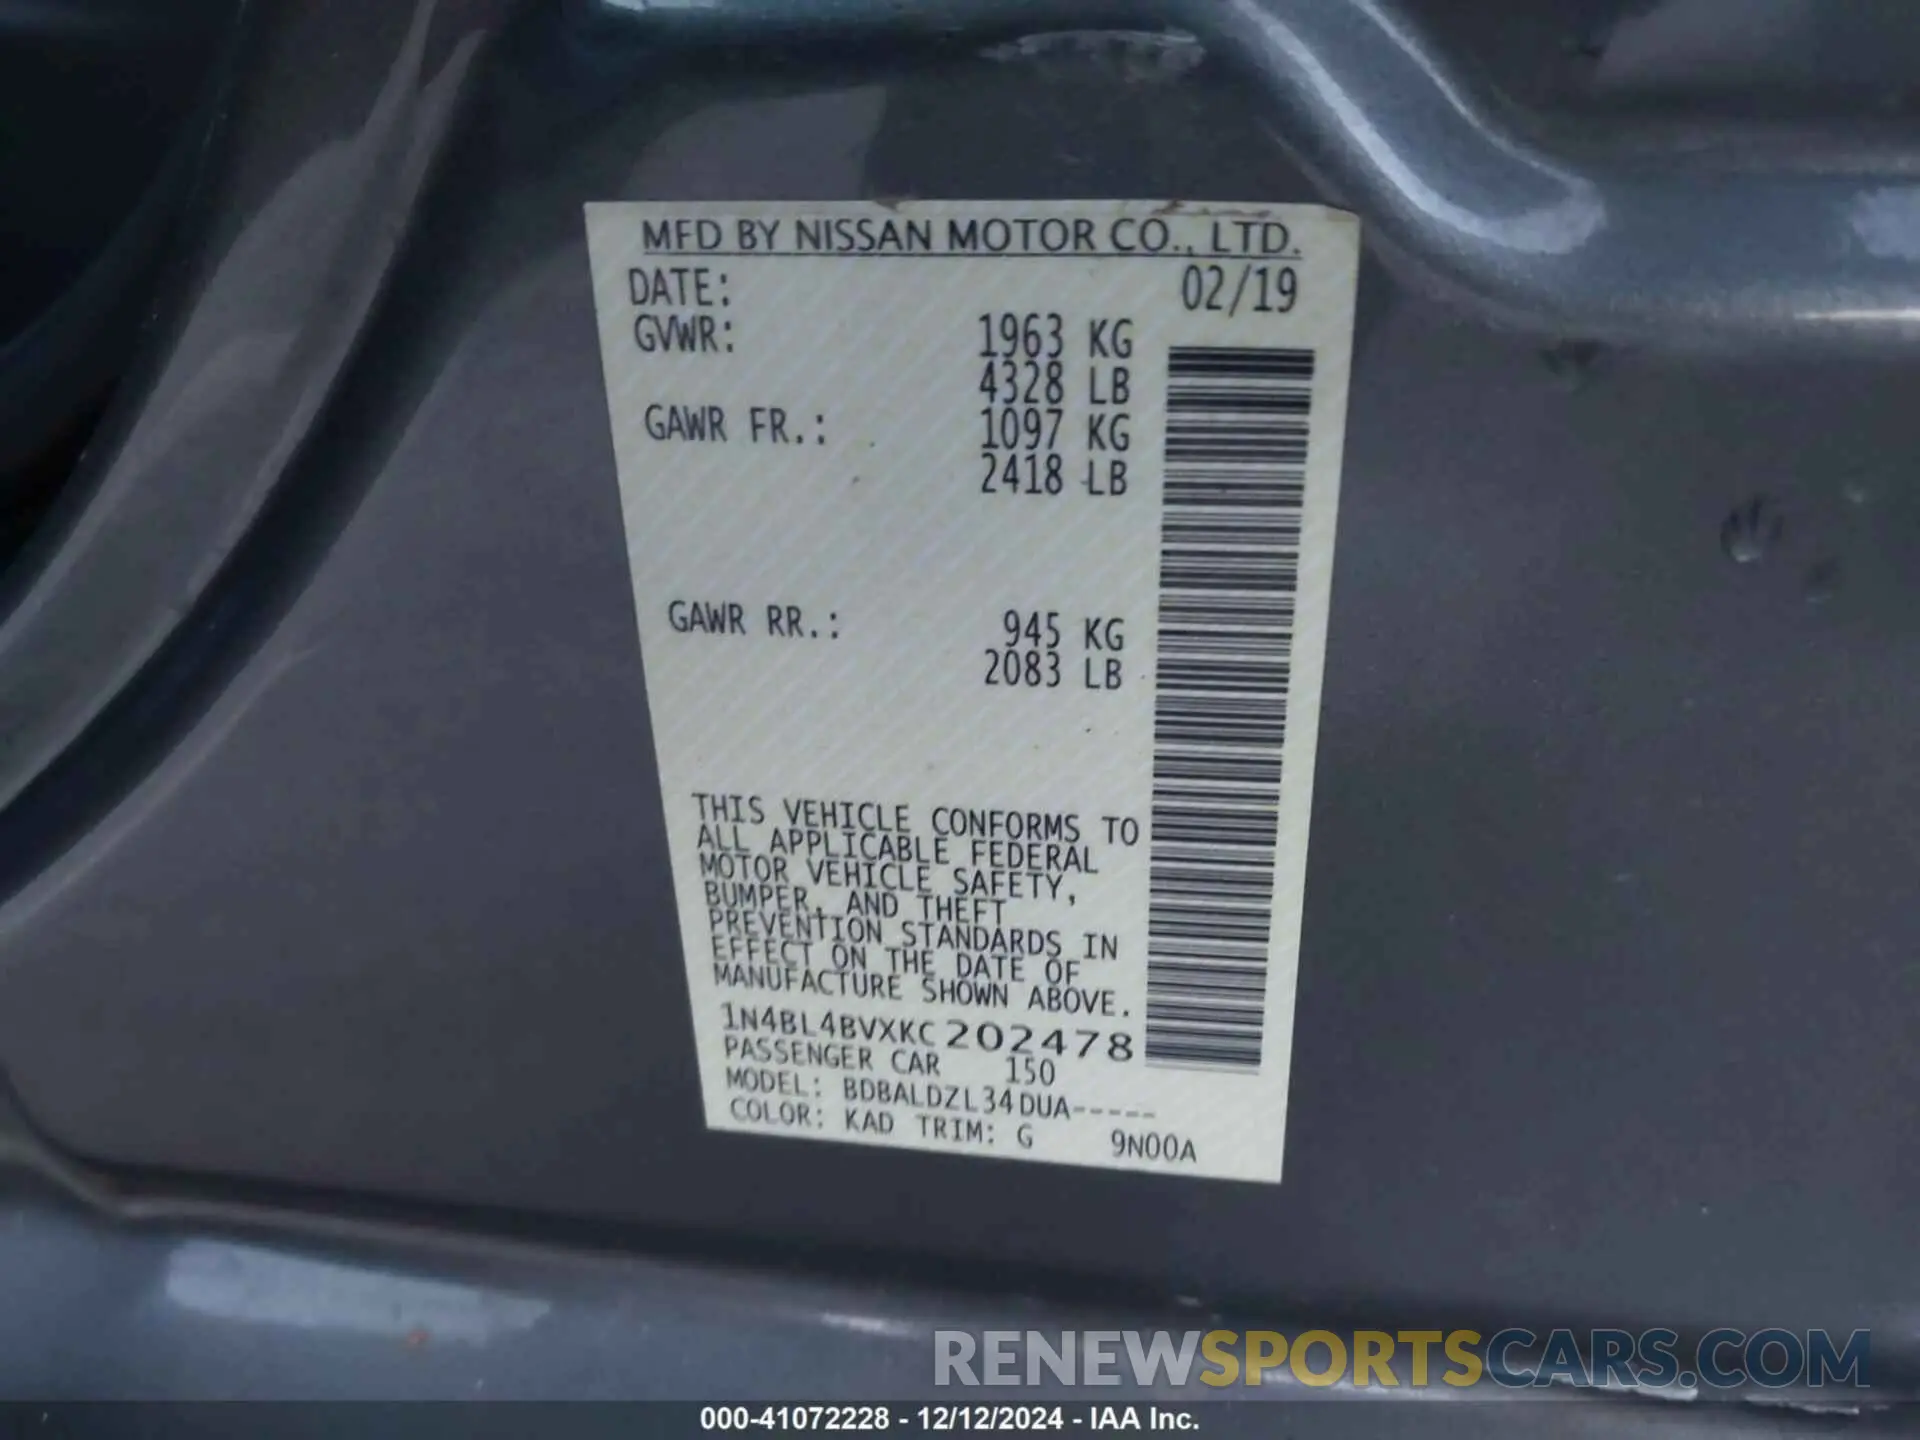 MFD BY NISSAN MOTOR CO., LTD.
DATE: 02/19
GVWR: 1963 KG
4328 LB
GAWR FR.: 1097 KG
2418 LB
GAWR RR.: 945 KG
2083 LB
THIS VEHICLE CONFORMS TO
ALL APPLICABLE FEDERAL
MOTOR VEHICLE SAFETY,
BUMPER, AND THEFT
PREVENTION STANDARDS IN
EFFECT ON THE DATE OF
MANUFACTURE SHOWN ABOVE.
1N4BL4BVXKC202478
PASSENGER CAR 150
MODEL: BDBALDZL34DUA-----
COLOR: KAD TRIM: G 9N00A
RENEWSPORTSCARS.COM
000-41072228 - 12/12/2024 - IAA Inc.